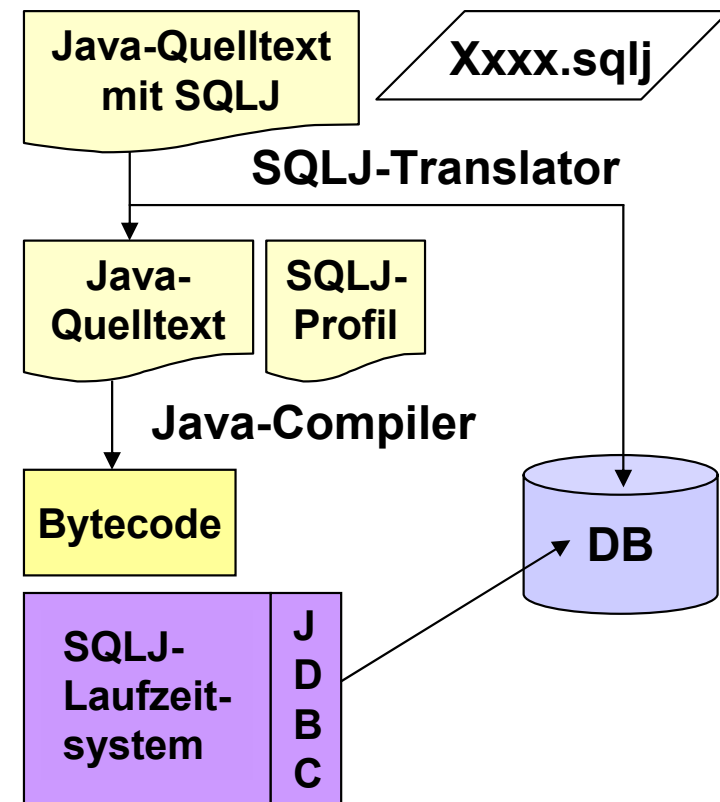 Java-Quelltext
mit SQLJ
Xxxx.sqlj
SQLJ-Translator
Java-
Quelltext
SQLJ-
Profil
Java-Compiler
Bytecode
DB
SQLJ-
Laufzeit-
system
J
D
B
C